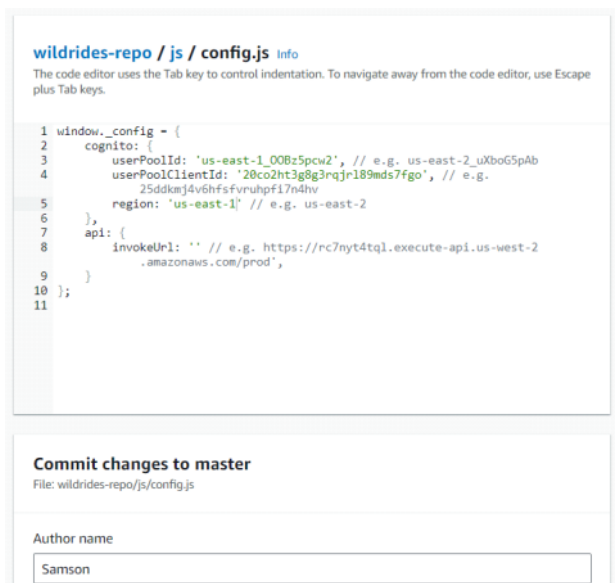 wildrides-repo / js / config.js Info
The code editor uses the Tab key to control indentation. To navigate away from the code editor, use Escape
plus Tab keys.
1 window._config = {
2 cognito: {
3 userPoolId: 'us-east-1_OOBz5pcw2', // e.g. us-east-2_uXboG5pAb
4 userPoolClientId: '20co2ht3g8g3rqjrl89mds7fgo', // e.g.
25ddkmj4v6hfsfvruhpfi7n4hv
5 region: 'us-east-1' // e.g. us-east-2
6 },
7 api: {
8 invokeUrl: '' // e.g. https://rc7nyt4tql.execute-api.us-west-2
.amazonaws.com/prod',
9 }
10 };
11
Commit changes to master
File: wildrides-repo/js/config.js
Author name
Samson